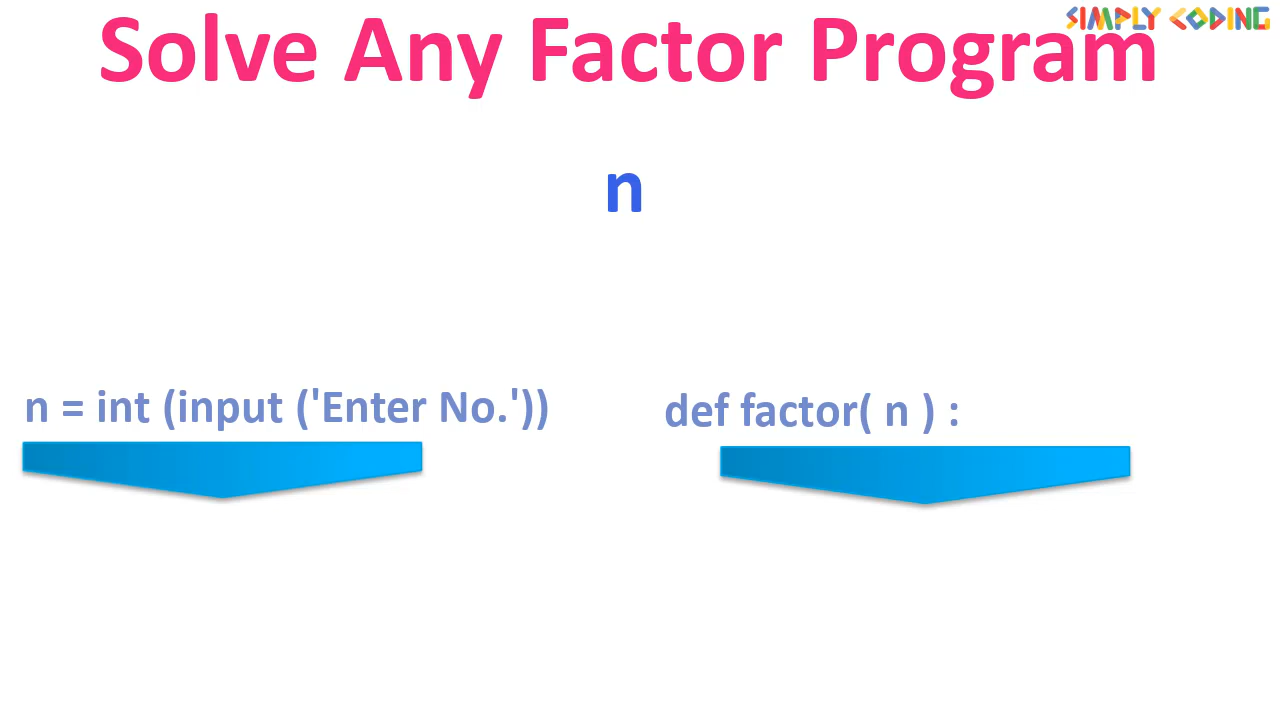 SIMPLY CODING
Solve Any Factor Program
n
n = int (input ('Enter No.'))
def factor( n ) :